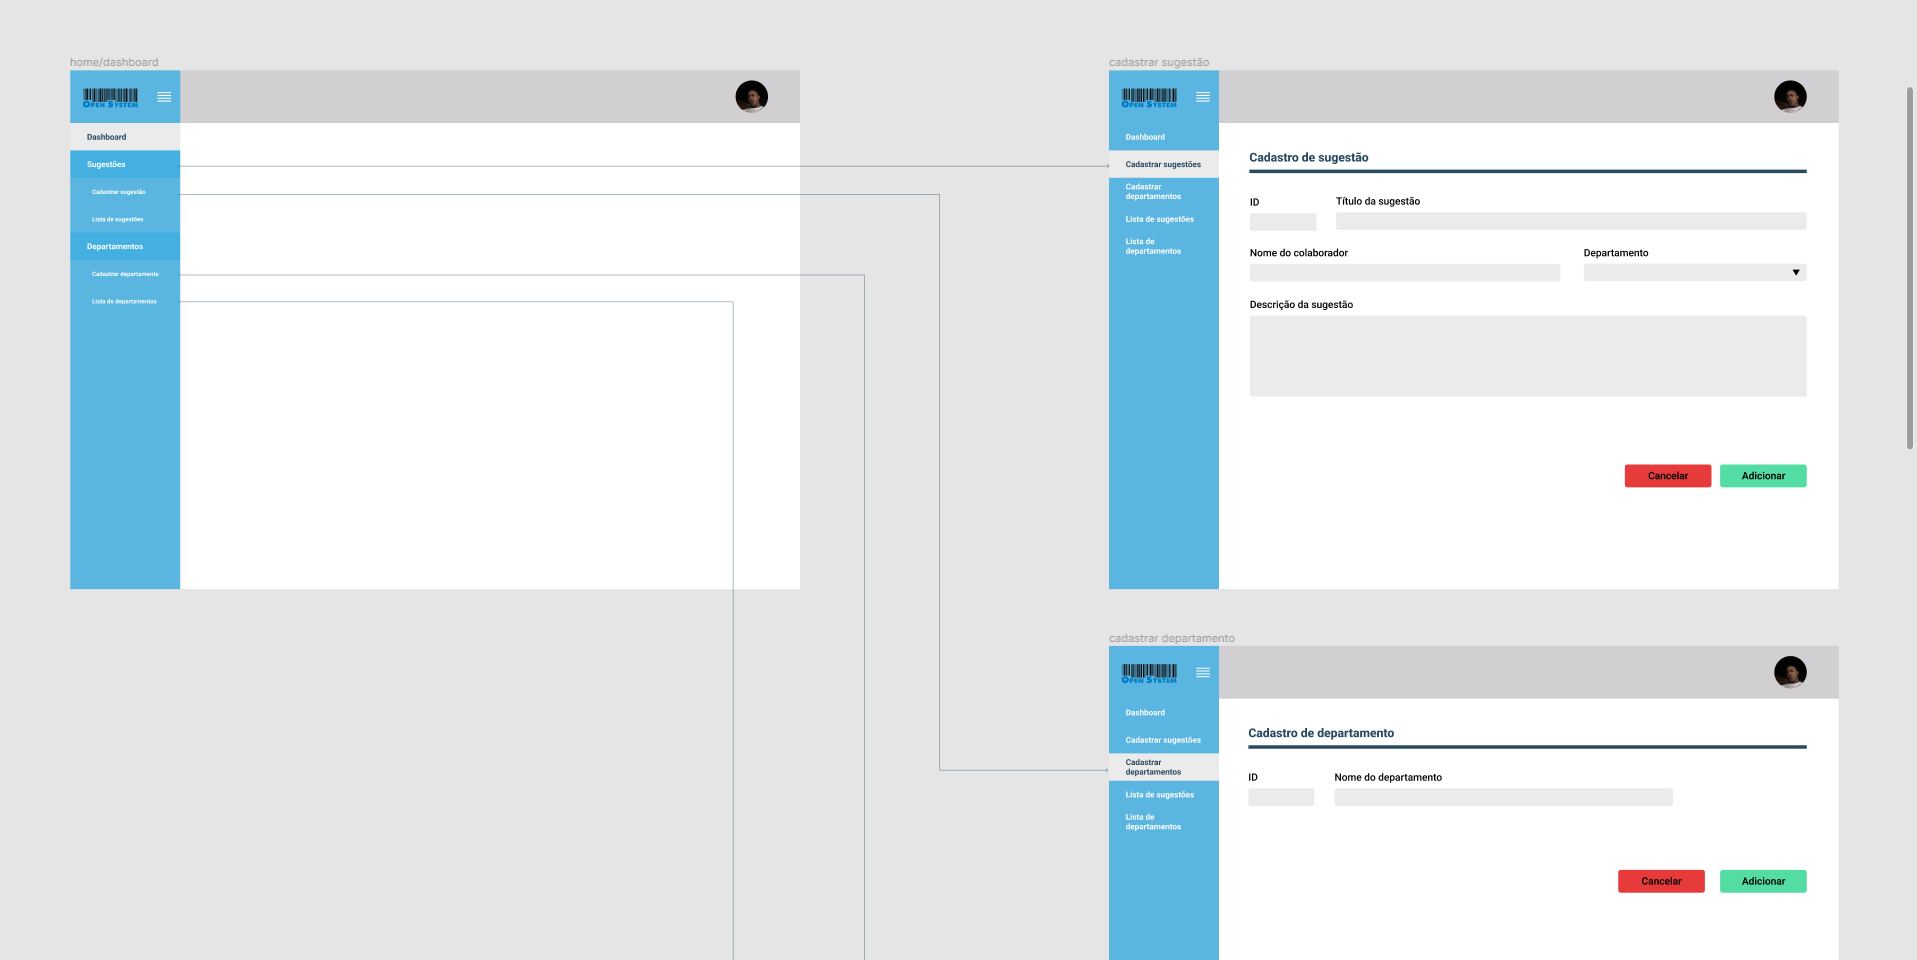 home/dashboard
OPEN SYSTEM
Dashboard
Sugestões
Cadastrar sugestão
Lista de sugestões
Departamentos
Cadastrar departamento
Lista de departamentos
cadastrar sugestão
OPEN SYSTEM
Dashboard
Cadastrar sugestões
Cadastrar
departamentos
Lista de sugestões
Lista de
departamentos
Cadastro de sugestão
ID
Título da sugestão
Nome do colaborador
Departamento
Descrição da sugestão
Cancelar
Adicionar
cadastrar departamento
OPEN SYSTEM
Dashboard
Cadastrar sugestões
Cadastrar
departamentos
Lista de sugestões
Lista de
departamentos
Cadastro de departamento
ID
Nome do departamento
Cancelar
Adicionar